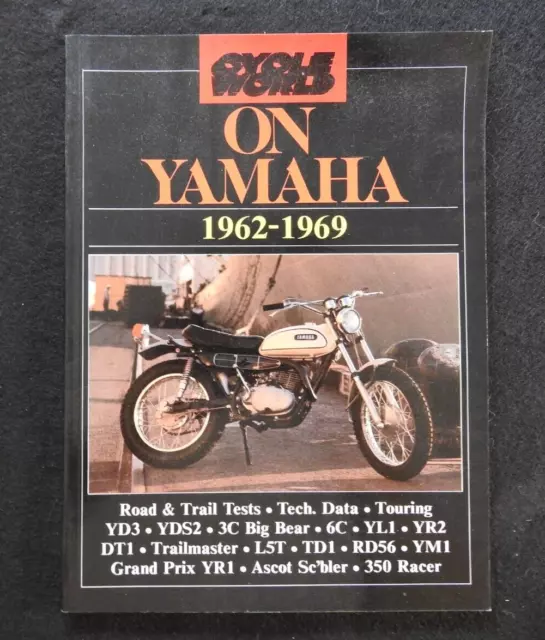 CYCLE
WORLD
ON
YAMAHA
1962-1969
YAMAHA
Road & Trail Tests • Tech. Data • Touring
YD3 • YDS2 • 3C Big Bear • 6C • YL1 • YR2
DT1 • Trailmaster • L5T • TD1 • RD56 • YM1
Grand Prix YR1 • Ascot Sc'bler • 350 Racer